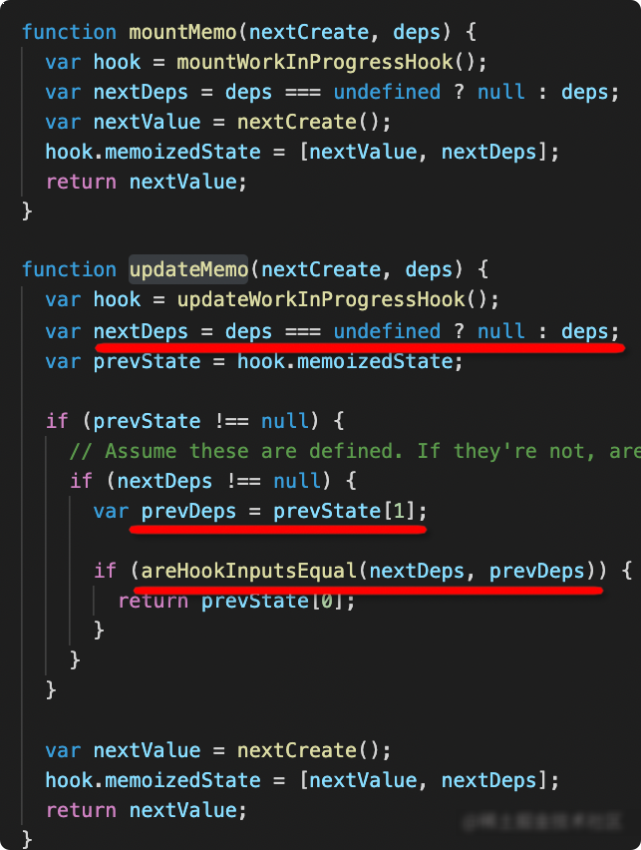 function mountMemo(nextCreate, deps) {
var hook = mountWorkInProgressHook();
var nextDeps = deps === undefined ? null : deps;
var nextValue = nextCreate();
hook.memoizedState = [nextValue, nextDeps];
return nextValue;
}
function updateMemo(nextCreate, deps) {
var hook = updateWorkInProgressHook();
var nextDeps = deps === undefined ? null : deps;
var prevState = hook.memoizedState;
if (prevState !== null) {
// Assume these are defined. If they're not, are
if (nextDeps !== null) {
var prevDeps = prevState[1];
if (areHookInputsEqual(nextDeps, prevDeps)) {
return prevState[0];
}
}
}
var nextValue = nextCreate();
hook.memoizedState = [nextValue, nextDeps];
return nextValue;
}
@稀土掘金技术社区